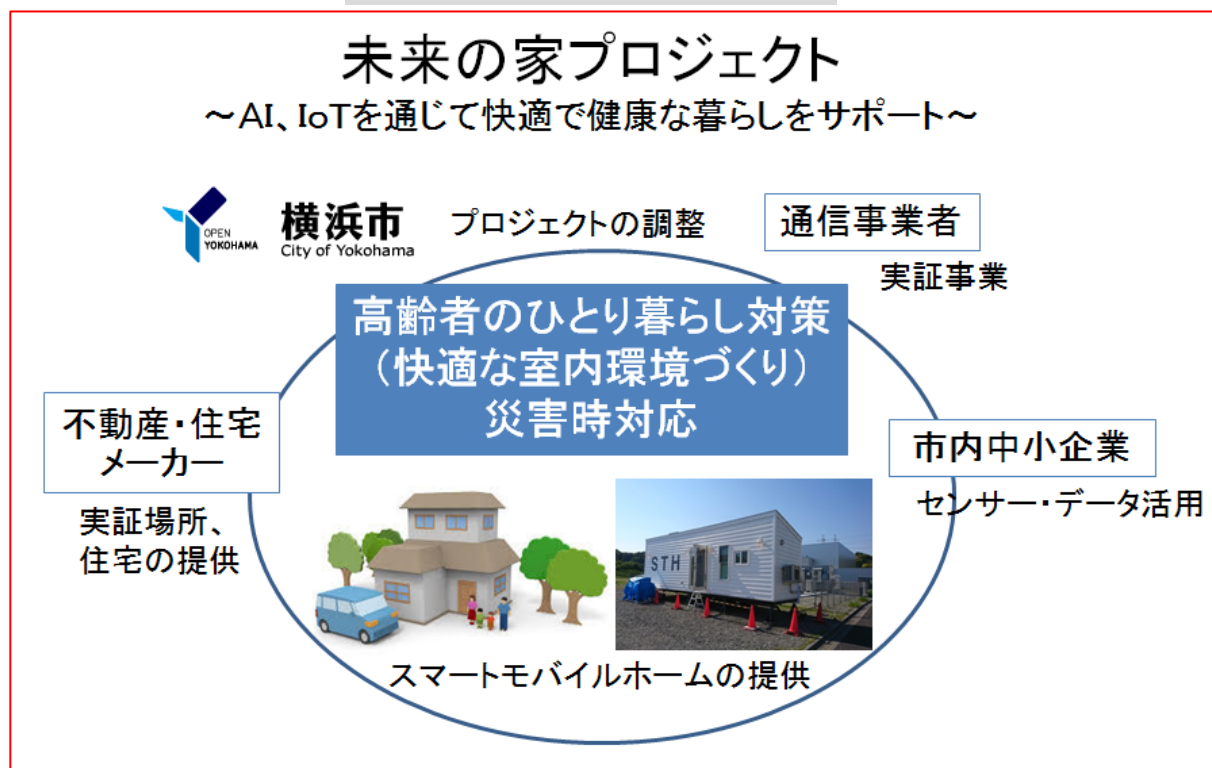 未来の家プロジェクト
～AI、IoTを通じて快適で健康な暮らしをサポート～
OPEN
YOKOHAMA
横浜市
City of Yokohama
プロジェクトの調整
通信事業者
実証事業
高齢者のひとり暮らし対策
（快適な室内環境づくり）
災害時対応
不動産・住宅
メーカー
実証場所、
住宅の提供
市内中小企業
センサー・データ活用
STH
スマートモバイルホームの提供